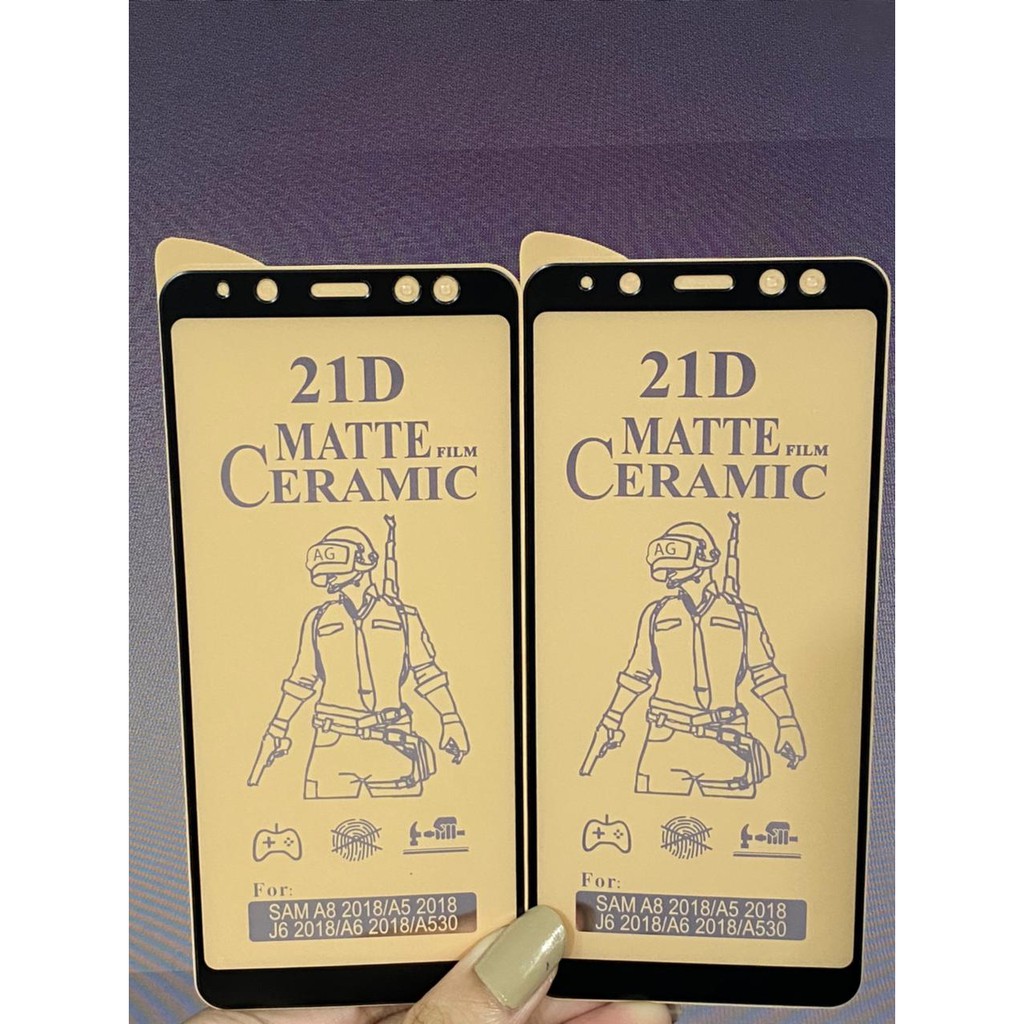 21D
MATTE FILM
CERAMIC
AG
For:
SAM A8 2018/A5 2018
J6 2018/A6 2018/A530
21D
MATTE FILM
CERAMIC
AG
For:
SAM A8 2018/A5 2018
J6 2018/A6 2018/A530